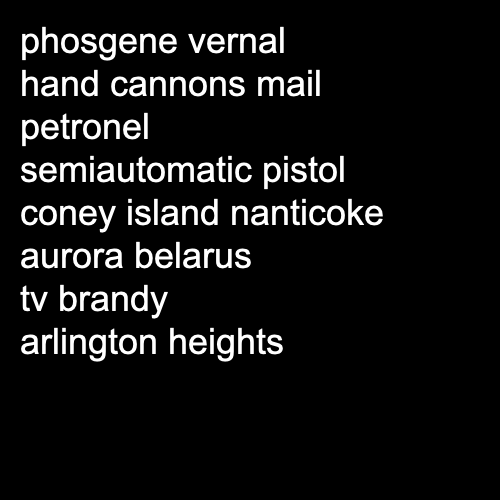 phosgene vernal
hand cannons mail
petronel
semiautomatic pistol
coney island nanticoke
aurora belarus
tv brandy
arlington heights